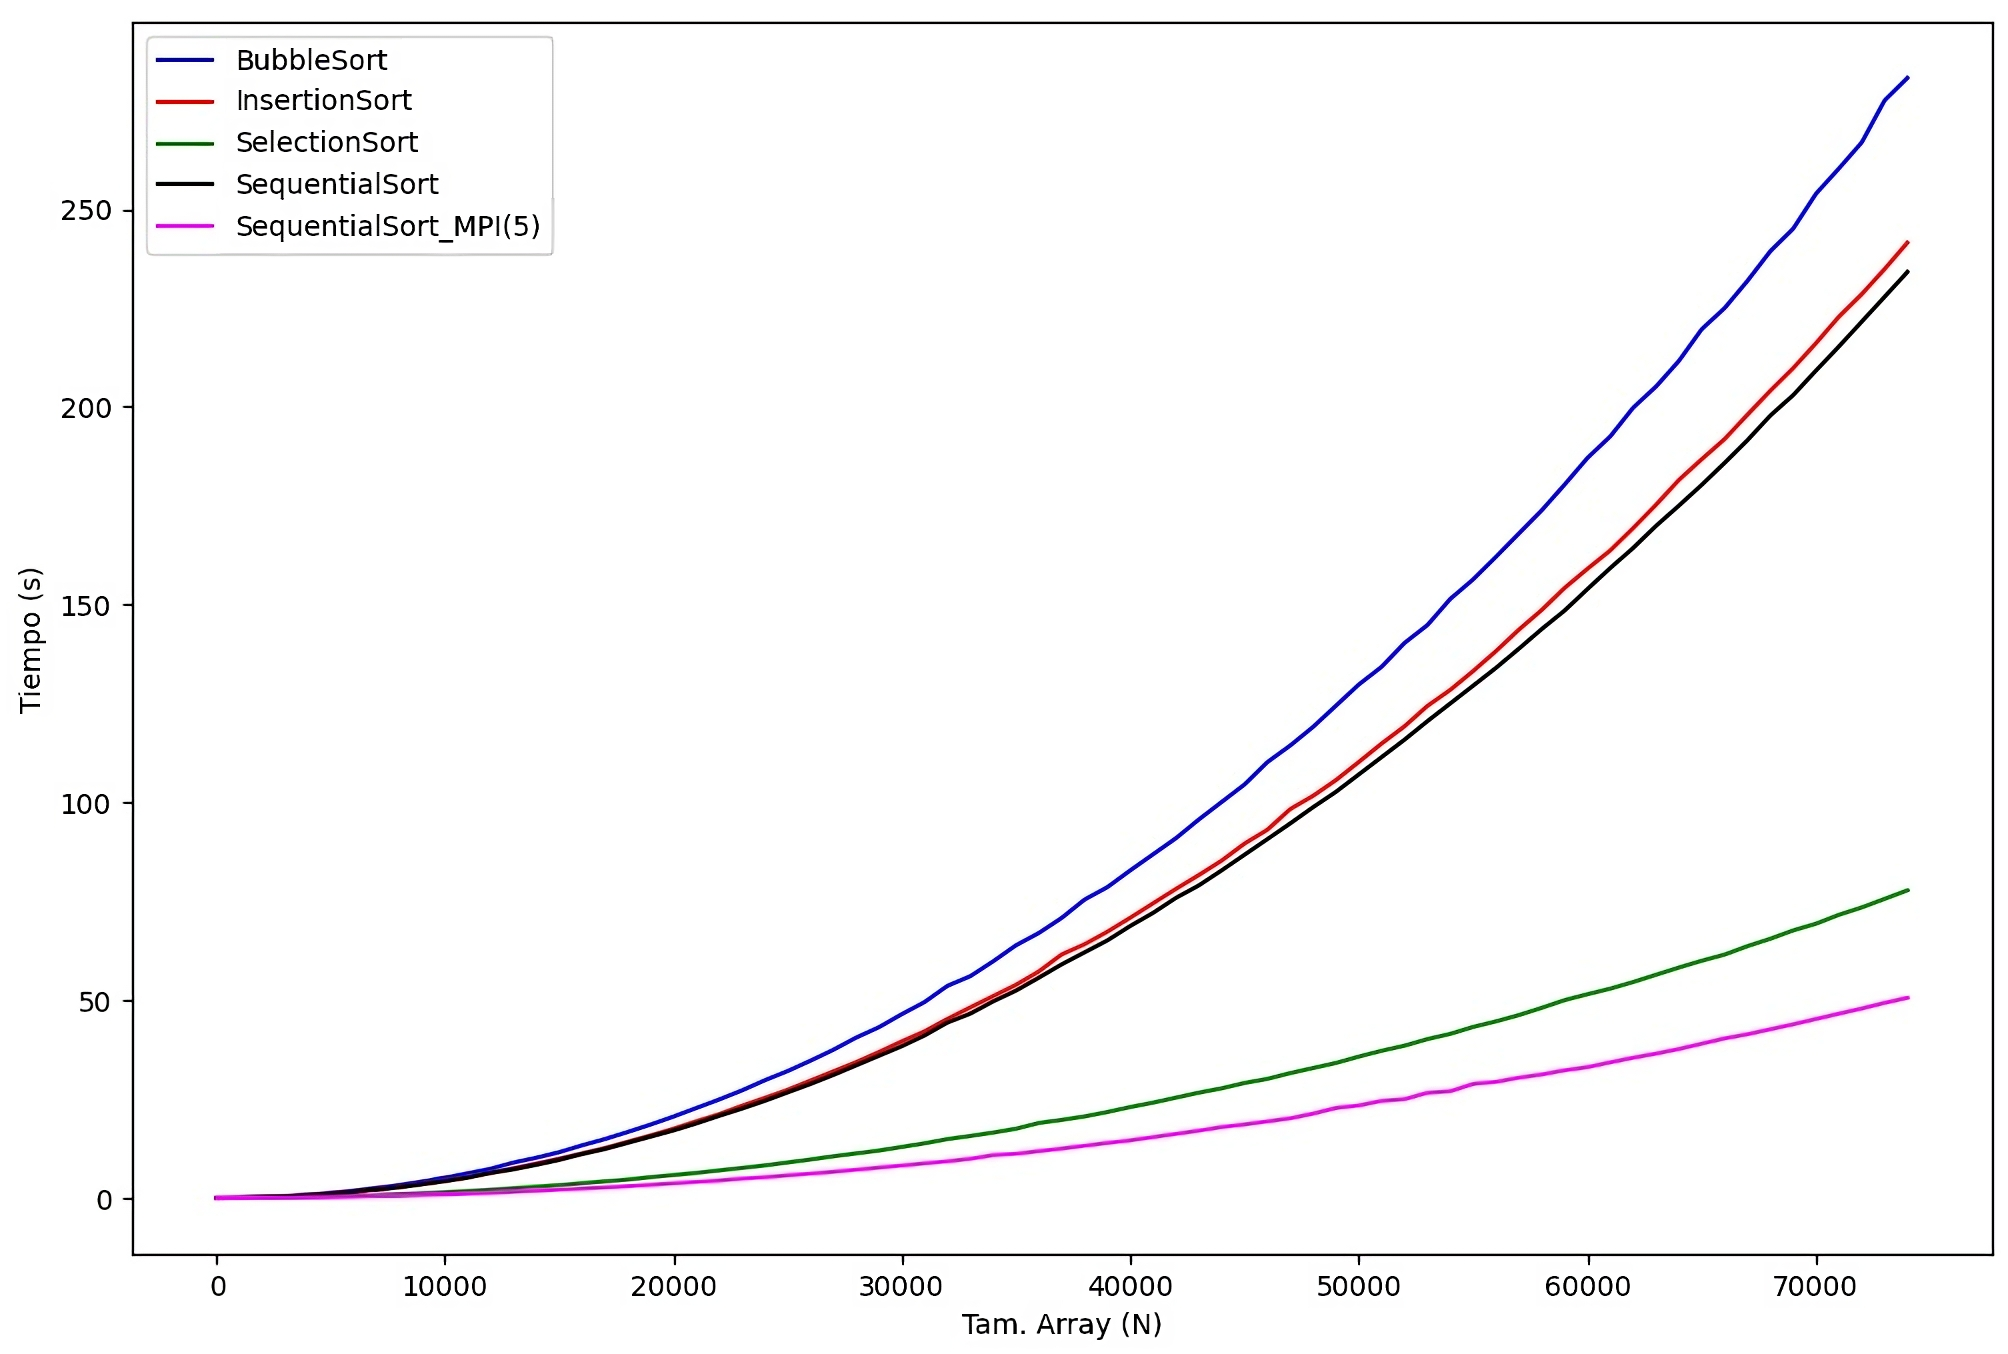 BubbleSort
InsertionSort
SelectionSort
SequentialSort
SequentialSort_MPI(5)
250
200
150
100
50
0
Tiempo (s)
0 10000 20000 30000 40000 50000 60000 70000
Tam. Array (N)